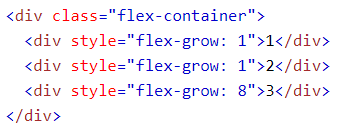 <div class="flex-container">
  <div style="flex-grow: 1">1</div>
  <div style="flex-grow: 1">2</div>
  <div style="flex-grow: 8">3</div>
</div>